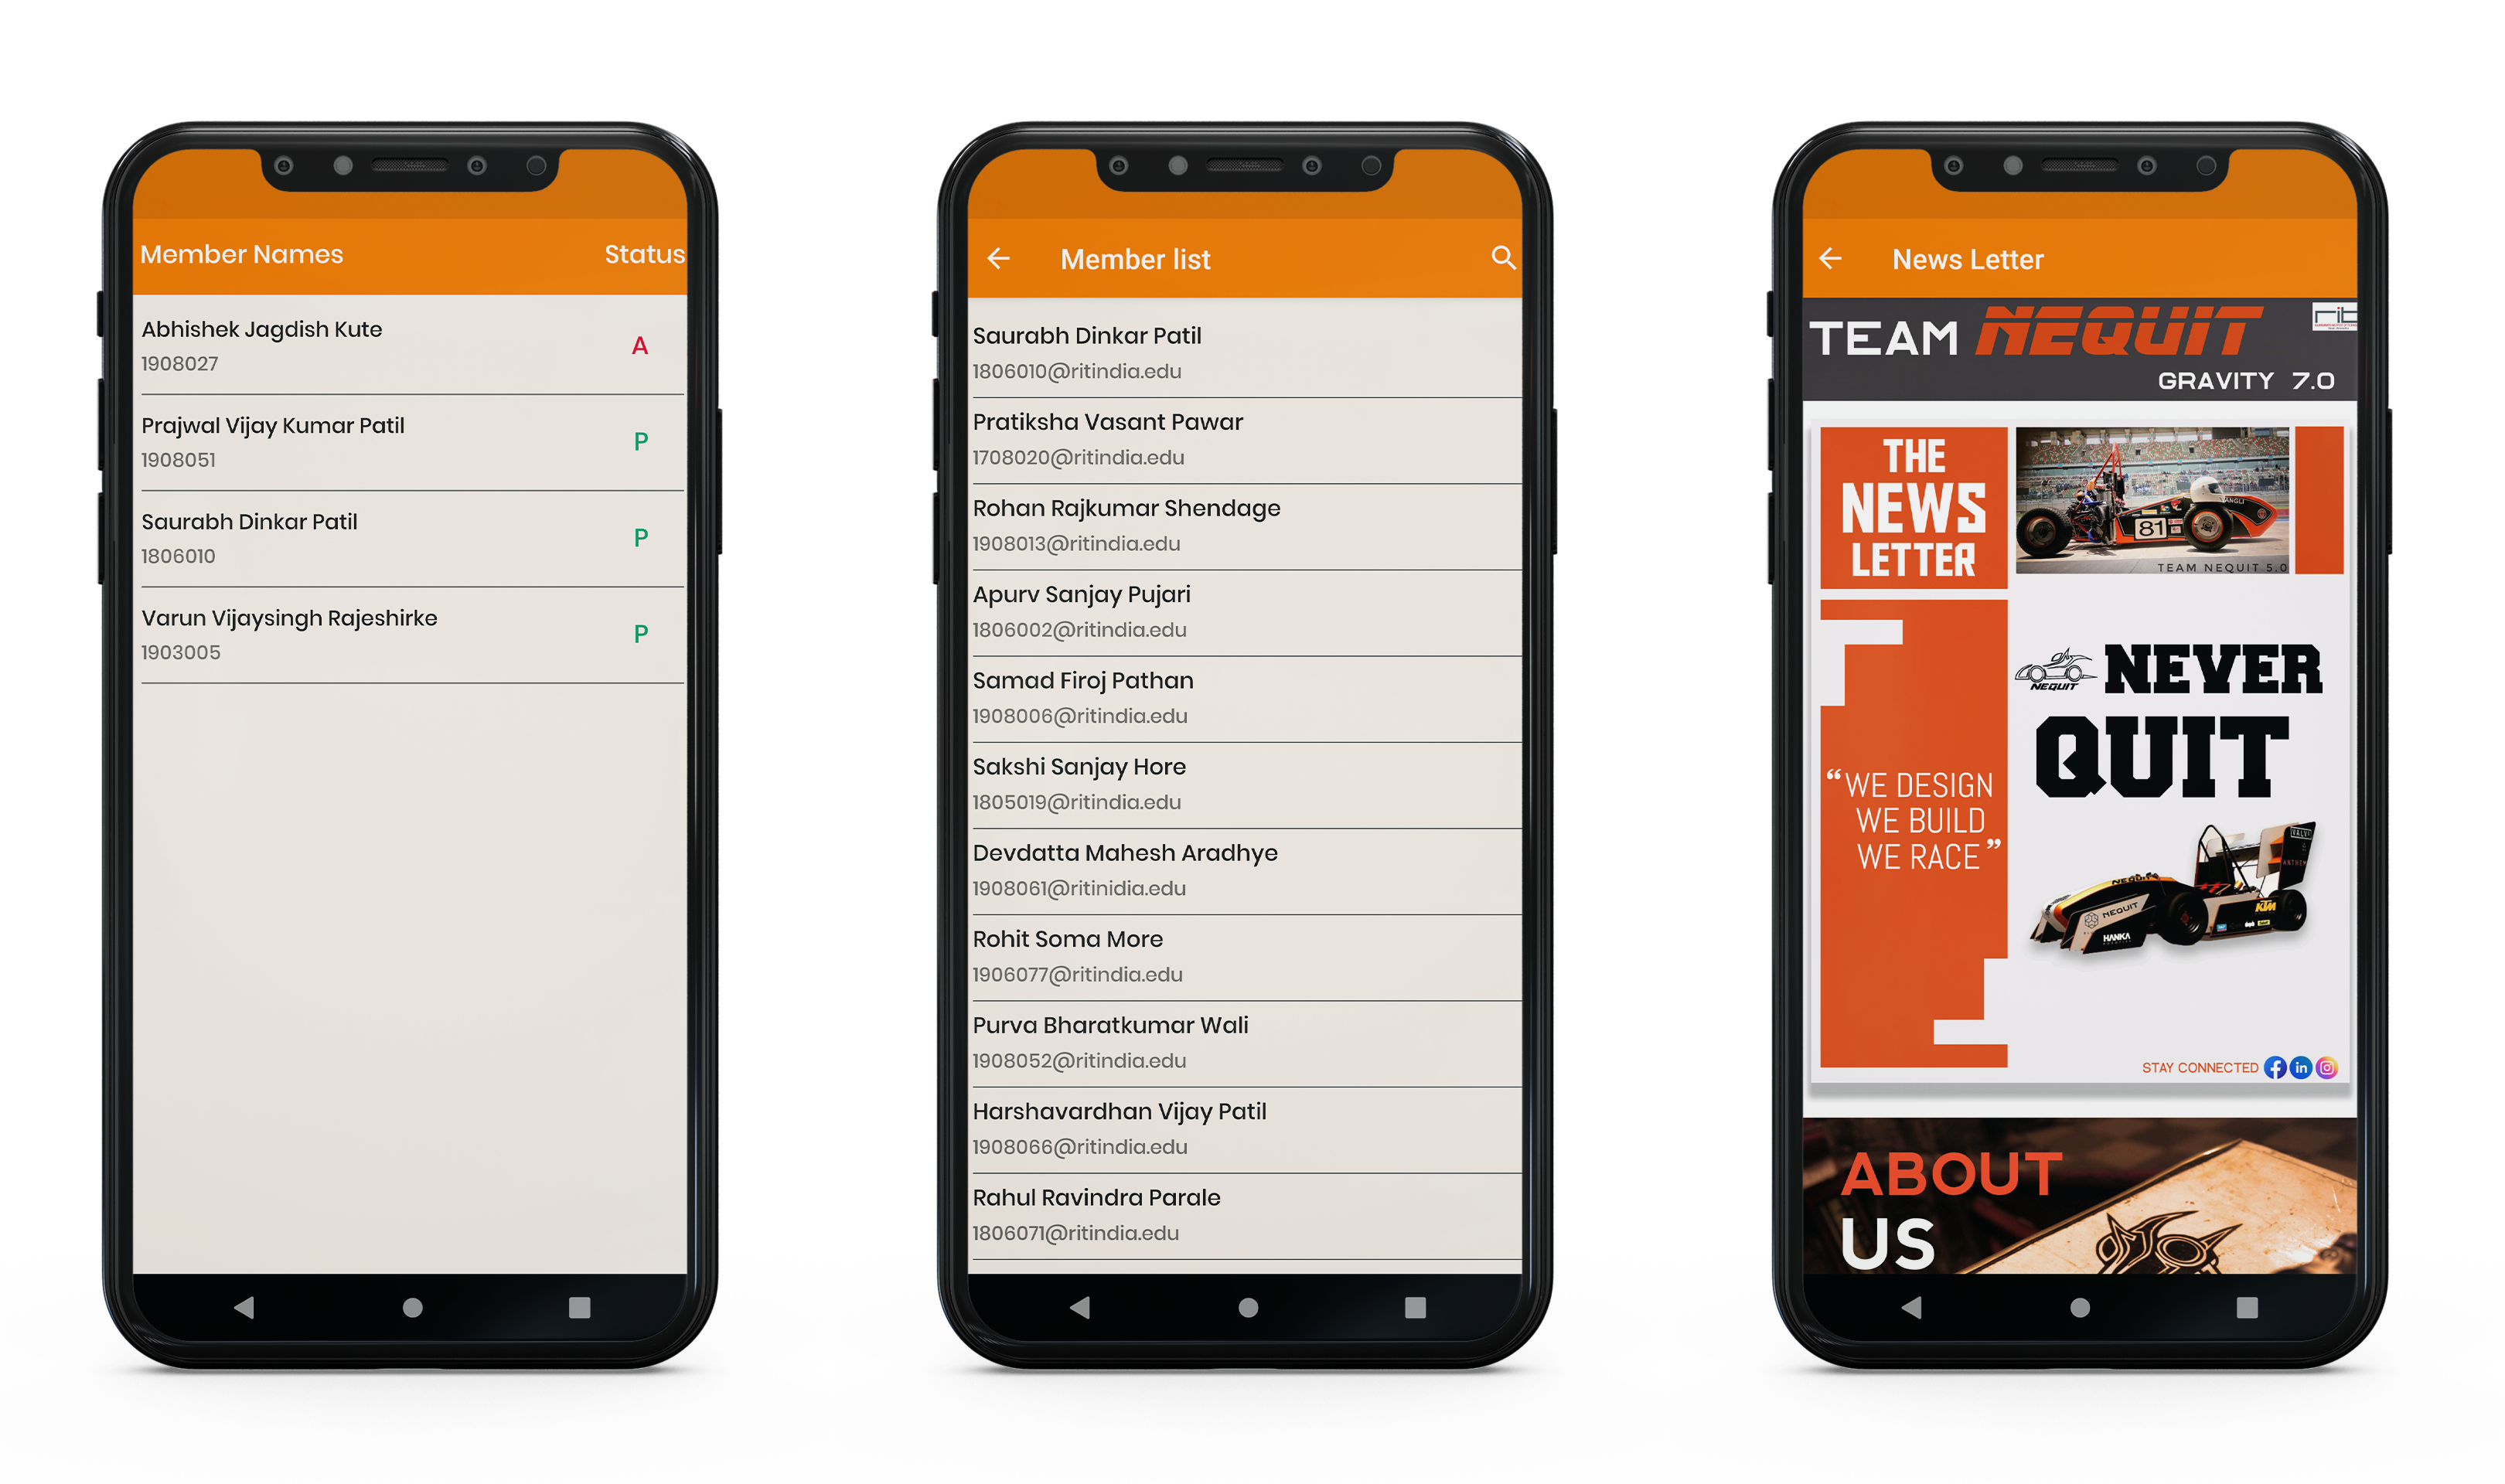 Member Names Status
Abhishek Jagdish Kute
1908027
A
Prajwal Vijay Kumar Patil
1908051
P
Saurabh Dinkar Patil
1806010
P
Varun Vijaysingh Rajeshirke
1903005
P
Member list
Saurabh Dinkar Patil
1806010@ritindia.edu
Pratiksha Vasant Pawar
1708020@ritindia.edu
Rohan Rajkumar Shendage
1908013@ritindia.edu
Apurv Sanjay Pujari
1806002@ritindia.edu
Samad Firoj Pathan
1908006@ritindia.edu
Sakshi Sanjay Hore
1805019@ritindia.edu
Devdatta Mahesh Aradhye
1908061@ritinidia.edu
Rohit Soma More
1906077@ritindia.edu
Purva Bharatkumar Wali
1908052@ritindia.edu
Harshavardhan Vijay Patil
1908066@ritindia.edu
Rahul Ravindra Parale
1806071@ritindia.edu
News Letter
TEAM NEQUIT
rit
GRAVITY 7.0
THE
NEWS
LETTER
81
TEAM NEQUIT 5.0
NEQUIT
NEVER
QUIT
“WE DESIGN
WE BUILD
WE RACE”
NEQUIT
NEQUIT
HANKA
KTM
STAY CONNECTED
ABOUT
US